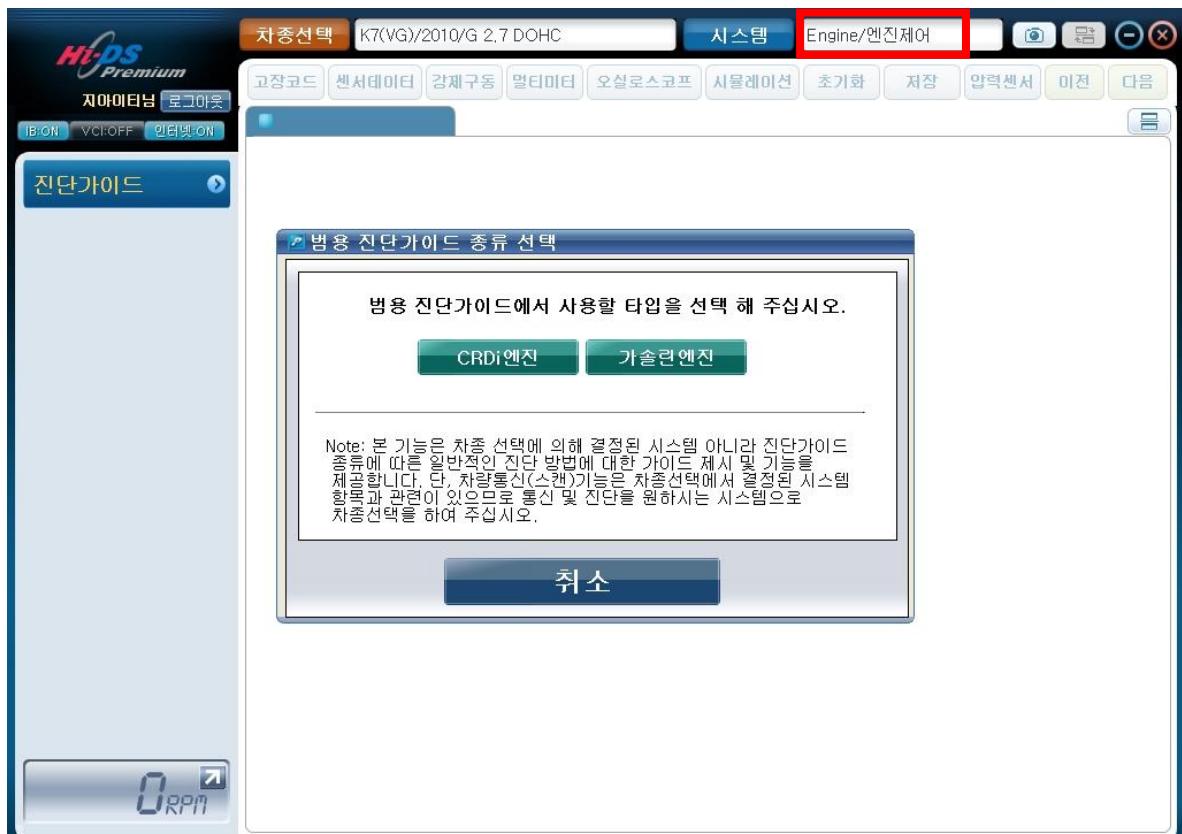 Hi-DS
Premium
지아이티님 로그아웃
IB:ON VCI:OFF 인터넷:ON
차종선택 K7(VG)/2010/G 2,7 DOHC 시스템 Engine/엔진제어
고장코드 센서데이터 강제구동 멀티미터 오실로스코프 시뮬레이션 초기화 저장 압력센서 이전 다음
진단가이드
범용 진단가이드 종류 선택
범용 진단가이드에서 사용할 타입을 선택 해 주십시오.
CRDi엔진 가솔린엔진
Note: 본 기능은 차종 선택에 의해 결정된 시스템 아니라 진단가이드
종류에 따른 일반적인 진단 방법에 대한 가이드 제시 및 기능을
제공합니다. 단, 차량통신(스캔)기능은 차종선택에서 결정된 시스템
항목과 관련이 있으므로 통신 및 진단을 원하시는 시스템으로
차종선택을 하여 주십시오.
취소
0 RPM